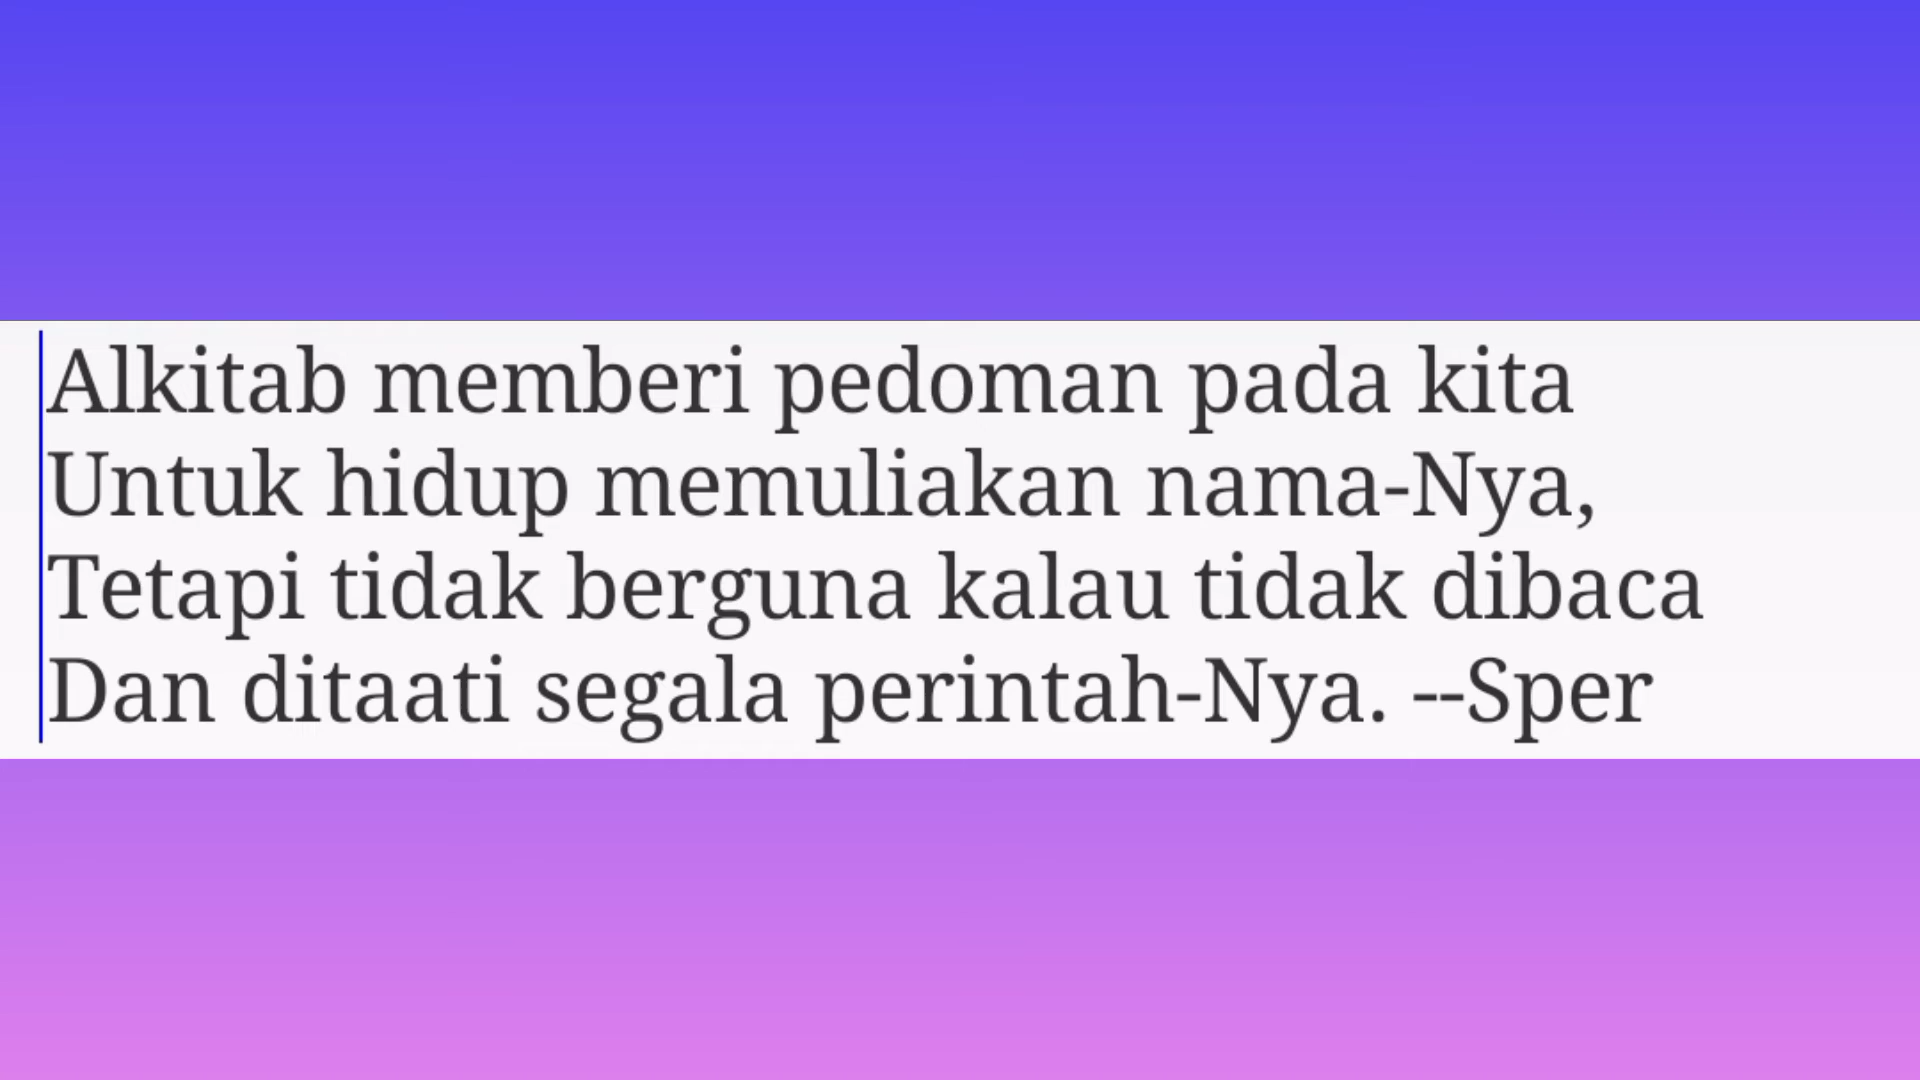 Alkitab memberi pedoman pada kita
Untuk hidup memuliakan nama-Nya,
Tetapi tidak berguna kalau tidak dibaca
Dan ditaati segala perintah-Nya. --Sper